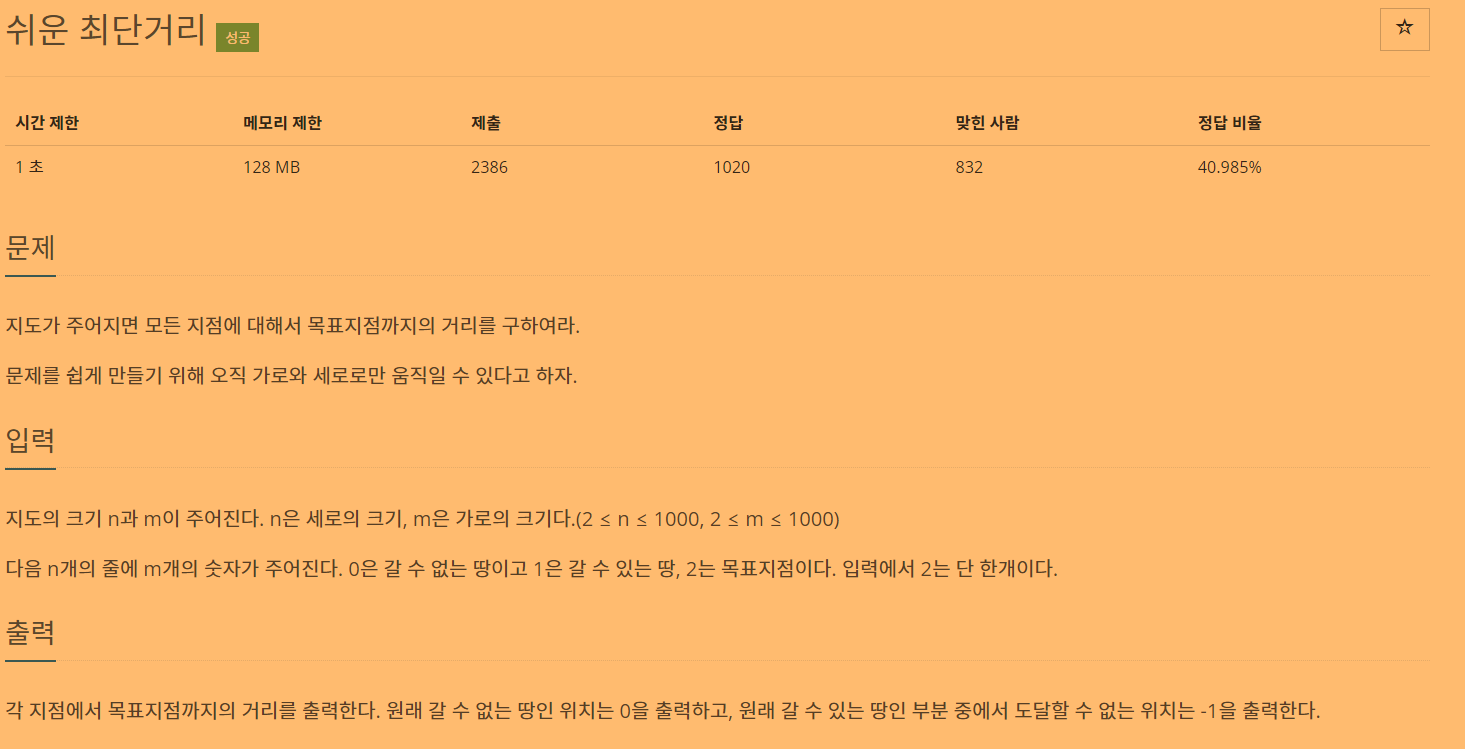 쉬운 최단거리 성공
☆
시간 제한 메모리 제한 제출 정답 맞힌 사람 정답 비율
1 초 128 MB 2386 1020 832 40.985%
문제
지도가 주어지면 모든 지점에 대해서 목표지점까지의 거리를 구하여라.
문제를 쉽게 만들기 위해 오직 가로와 세로로만 움직일 수 있다고 하자.
입력
지도의 크기 n과 m이 주어진다. n은 세로의 크기, m은 가로의 크기다.(2 ≤ n ≤ 1000, 2 ≤ m ≤ 1000)
다음 n개의 줄에 m개의 숫자가 주어진다. 0은 갈 수 없는 땅이고 1은 갈 수 있는 땅, 2는 목표지점이다. 입력에서 2는 단 한개이다.
출력
각 지점에서 목표지점까지의 거리를 출력한다. 원래 갈 수 없는 땅인 위치는 0을 출력하고, 원래 갈 수 있는 땅인 부분 중에서 도달할 수 없는 위치는 -1을 출력한다.